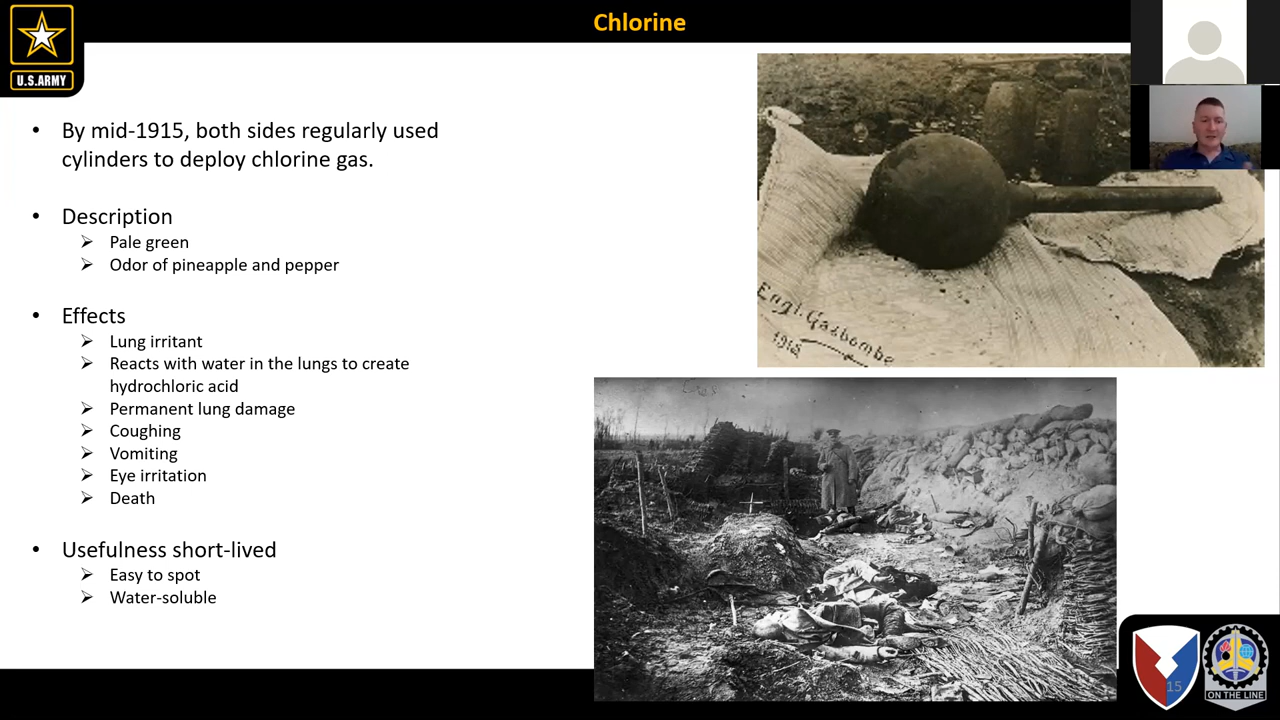 Chlorine
U.S.ARMY
• By mid-1915, both sides regularly used
cylinders to deploy chlorine gas.
• Description
➢ Pale green
➢ Odor of pineapple and pepper
• Effects
➢ Lung irritant
➢ Reacts with water in the lungs to create
hydrochloric acid
➢ Permanent lung damage
➢ Coughing
➢ Vomiting
➢ Eye irritation
➢ Death
• Usefulness short-lived
➢ Easy to spot
➢ Water-soluble
Engl. Gasbombe
15
ON THE LINE